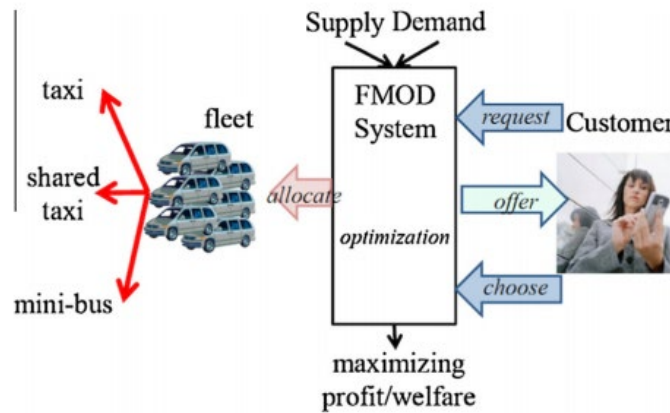 Supply Demand
taxi
fleet
FMOD
System
request
Customer
shared
taxi
allocate
offer
optimization
mini-bus
choose
maximizing
profit/welfare